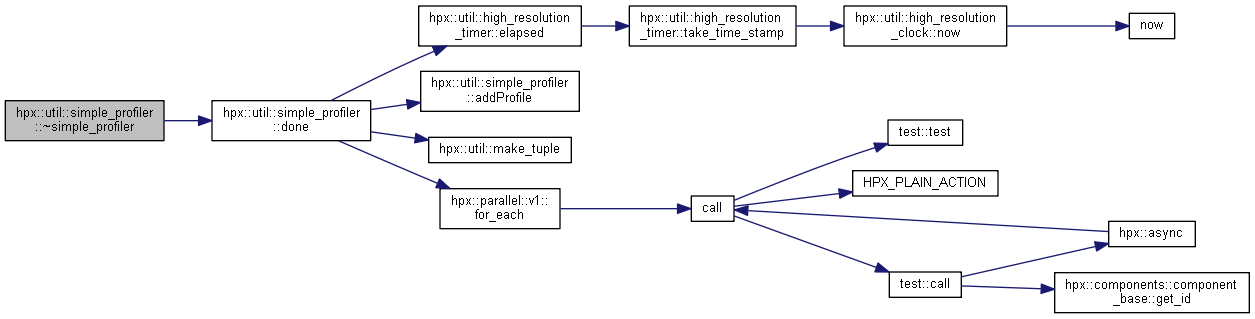 hpx::util::simple_profiler
::~simple_profiler
hpx::util::simple_profiler
::done
hpx::util::high_resolution
_timer::elapsed
hpx::util::high_resolution
_timer::take_time_stamp
hpx::util::high_resolution
_clock::now
now
hpx::util::simple_profiler
::addProfile
hpx::util::make_tuple
hpx::parallel::v1::
for_each
call
test::test
HPX_PLAIN_ACTION
test::call
hpx::async
hpx::components::component
_base::get_id